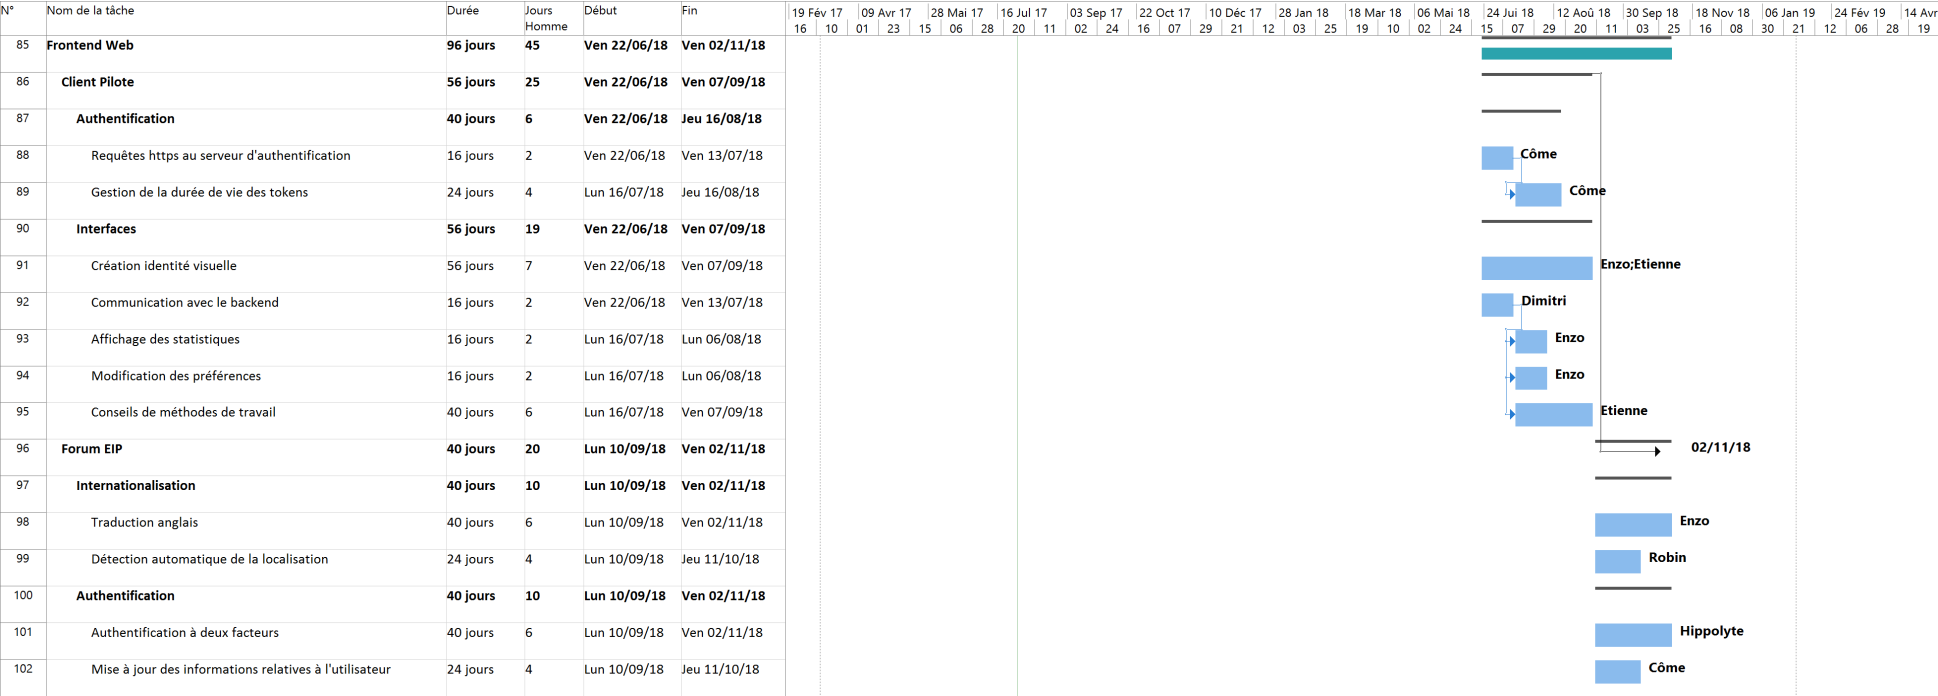 N° Nom de la tâche Durée Jours Homme Début Fin
19 Fév 17 09 Avr 17 28 Mai 17 16 Jul 17 03 Sep 17 22 Oct 17 10 Déc 17 28 Jan 18 18 Mar 18 06 Mai 18 24 Jui 18 12 Aoû 18 30 Sep 18 18 Nov 18 06 Jan 19 24 Fév 19 14 Avr
16 10 01 23 15 06 28 20 11 02 24 16 07 29 21 12 03 25 16 10 02 24 15 07 29 20 11 03 25 16 08 30 21 12 06 28 19
85 Frontend Web 96 jours 45 Ven 22/06/18 Ven 02/11/18
86 Client Pilote 56 jours 25 Ven 22/06/18 Ven 07/09/18
87 Authentification 40 jours 6 Ven 22/06/18 Jeu 16/08/18
88 Requêtes https au serveur d'authentification 16 jours 2 Ven 22/06/18 Ven 13/07/18 Côme
89 Gestion de la durée de vie des tokens 24 jours 4 Lun 16/07/18 Jeu 16/08/18 Côme
90 Interfaces 56 jours 19 Ven 22/06/18 Ven 07/09/18
91 Création identité visuelle 56 jours 7 Ven 22/06/18 Ven 07/09/18 Enzo;Etienne
92 Communication avec le backend 16 jours 2 Ven 22/06/18 Ven 13/07/18 Dimitri
93 Affichage des statistiques 16 jours 2 Lun 16/07/18 Lun 06/08/18 Enzo
94 Modification des préférences 16 jours 2 Lun 16/07/18 Lun 06/08/18 Enzo
95 Conseils de méthodes de travail 40 jours 6 Lun 16/07/18 Ven 07/09/18 Etienne
96 Forum EIP 40 jours 20 Lun 10/09/18 Ven 02/11/18 02/11/18
97 Internationalisation 40 jours 10 Lun 10/09/18 Ven 02/11/18
98 Traduction anglais 40 jours 6 Lun 10/09/18 Ven 02/11/18 Enzo
99 Détection automatique de la localisation 24 jours 4 Lun 10/09/18 Jeu 11/10/18 Robin
100 Authentification 40 jours 10 Lun 10/09/18 Ven 02/11/18
101 Authentification à deux facteurs 40 jours 6 Lun 10/09/18 Ven 02/11/18 Hippolyte
102 Mise à jour des informations relatives à l'utilisateur 24 jours 4 Lun 10/09/18 Jeu 11/10/18 Côme